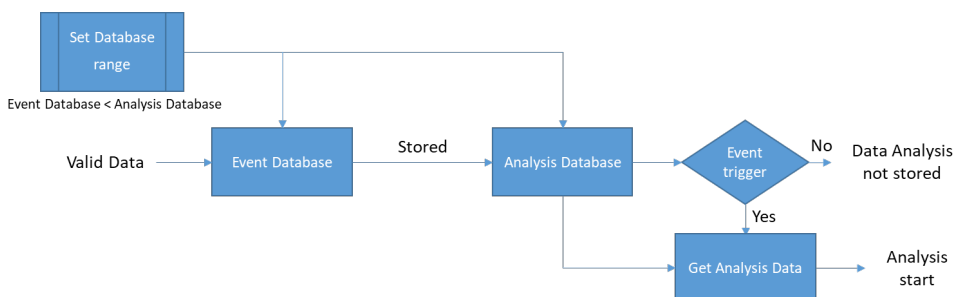 Set Database
range
Event Database < Analysis Database
Valid Data
Event Database
Stored
Analysis Database
Event
trigger
No
Data Analysis
not stored
Yes
Get Analysis Data
Analysis
start